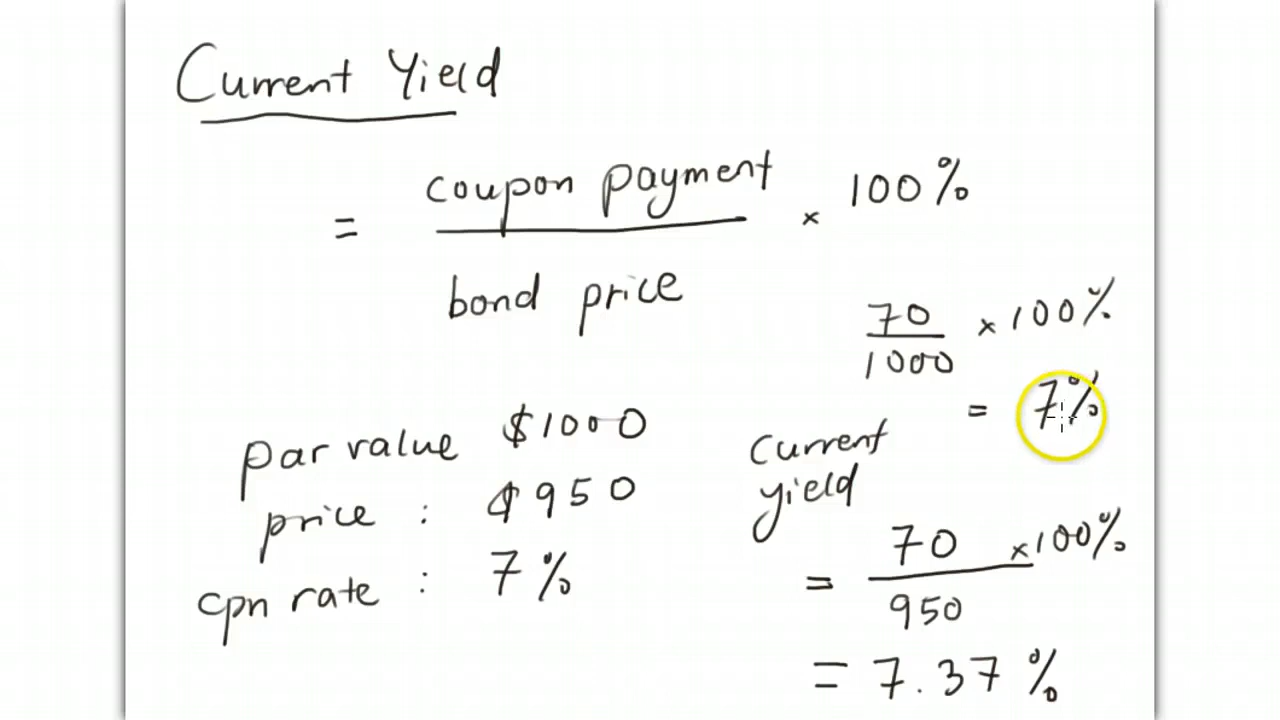 Current Yield
= coupon payment / bond price × 100%
70 / 1000 × 100%
= 7%
par value $1000
price : $950
cpn rate : 7%
Current
yield
= 70 / 950 × 100%
= 7.37 %